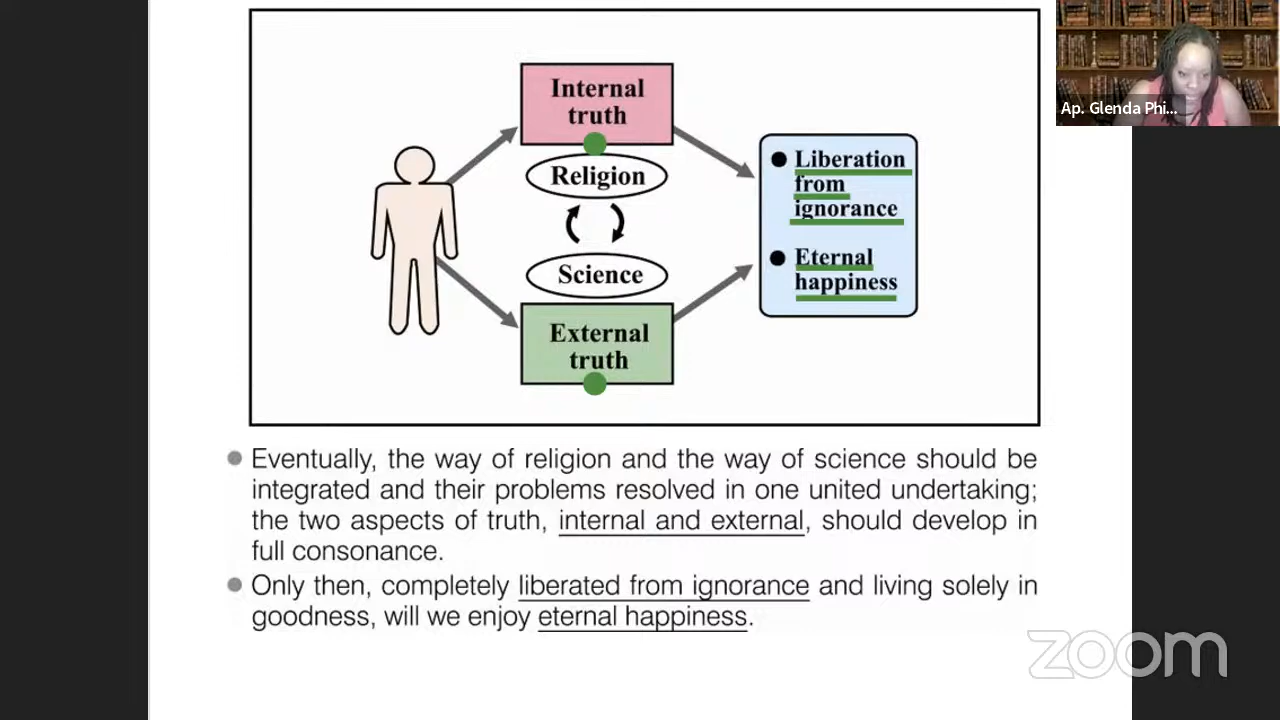 Internal
truth
Religion
Science
External
truth
● Liberation
from
ignorance
● Eternal
happiness
Ap. Glenda Phi...
● Eventually, the way of religion and the way of science should be
integrated and their problems resolved in one united undertaking;
the two aspects of truth, internal and external, should develop in
full consonance.
● Only then, completely liberated from ignorance and living solely in
goodness, will we enjoy eternal happiness.
zoom